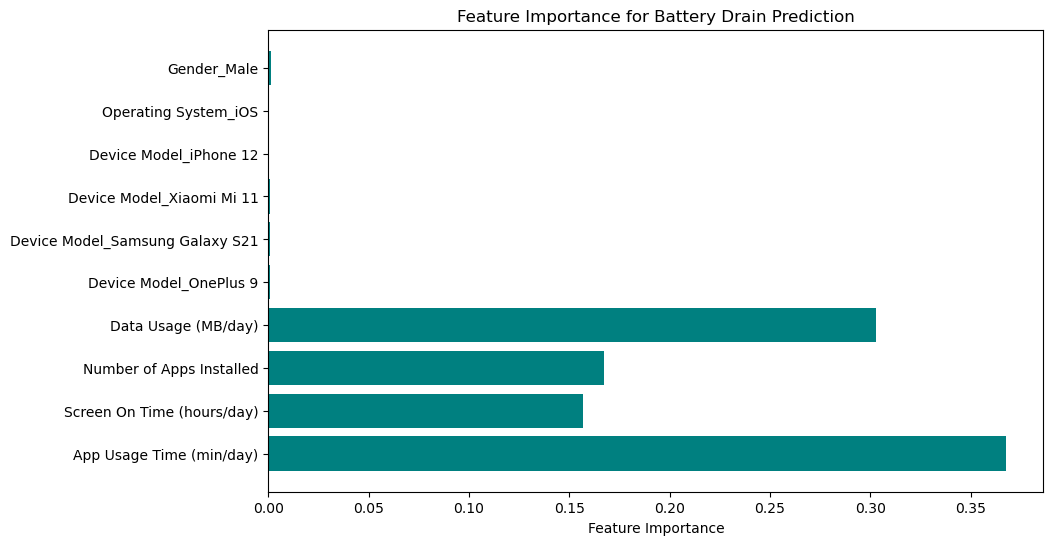 Feature Importance for Battery Drain Prediction
Gender_Male
Operating System_iOS
Device Model_iPhone 12
Device Model_Xiaomi Mi 11
Device Model_Samsung Galaxy S21
Device Model_OnePlus 9
Data Usage (MB/day)
Number of Apps Installed
Screen On Time (hours/day)
App Usage Time (min/day)
0.00 0.05 0.10 0.15 0.20 0.25 0.30 0.35
Feature Importance